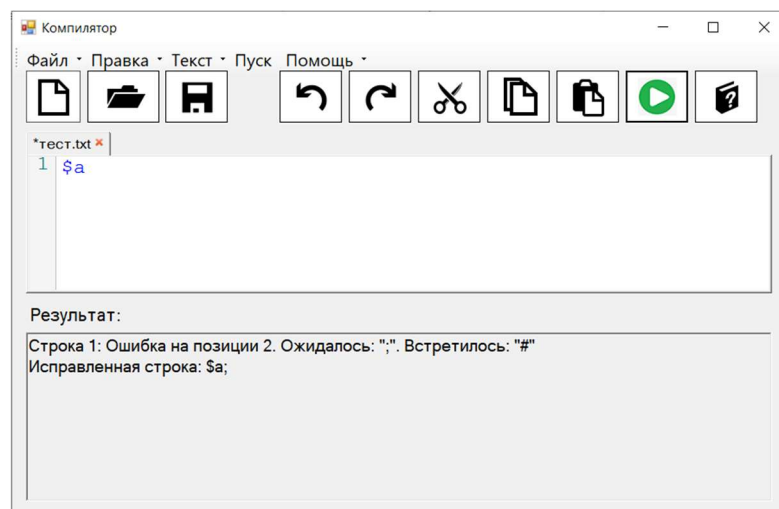 Компилятор
Файл Правка Текст Пуск Помощь
*тест.txt
1 $a
Результат:
Строка 1: Ошибка на позиции 2. Ожидалось: ";". Встретилось: "#"
Исправленная строка: $a;